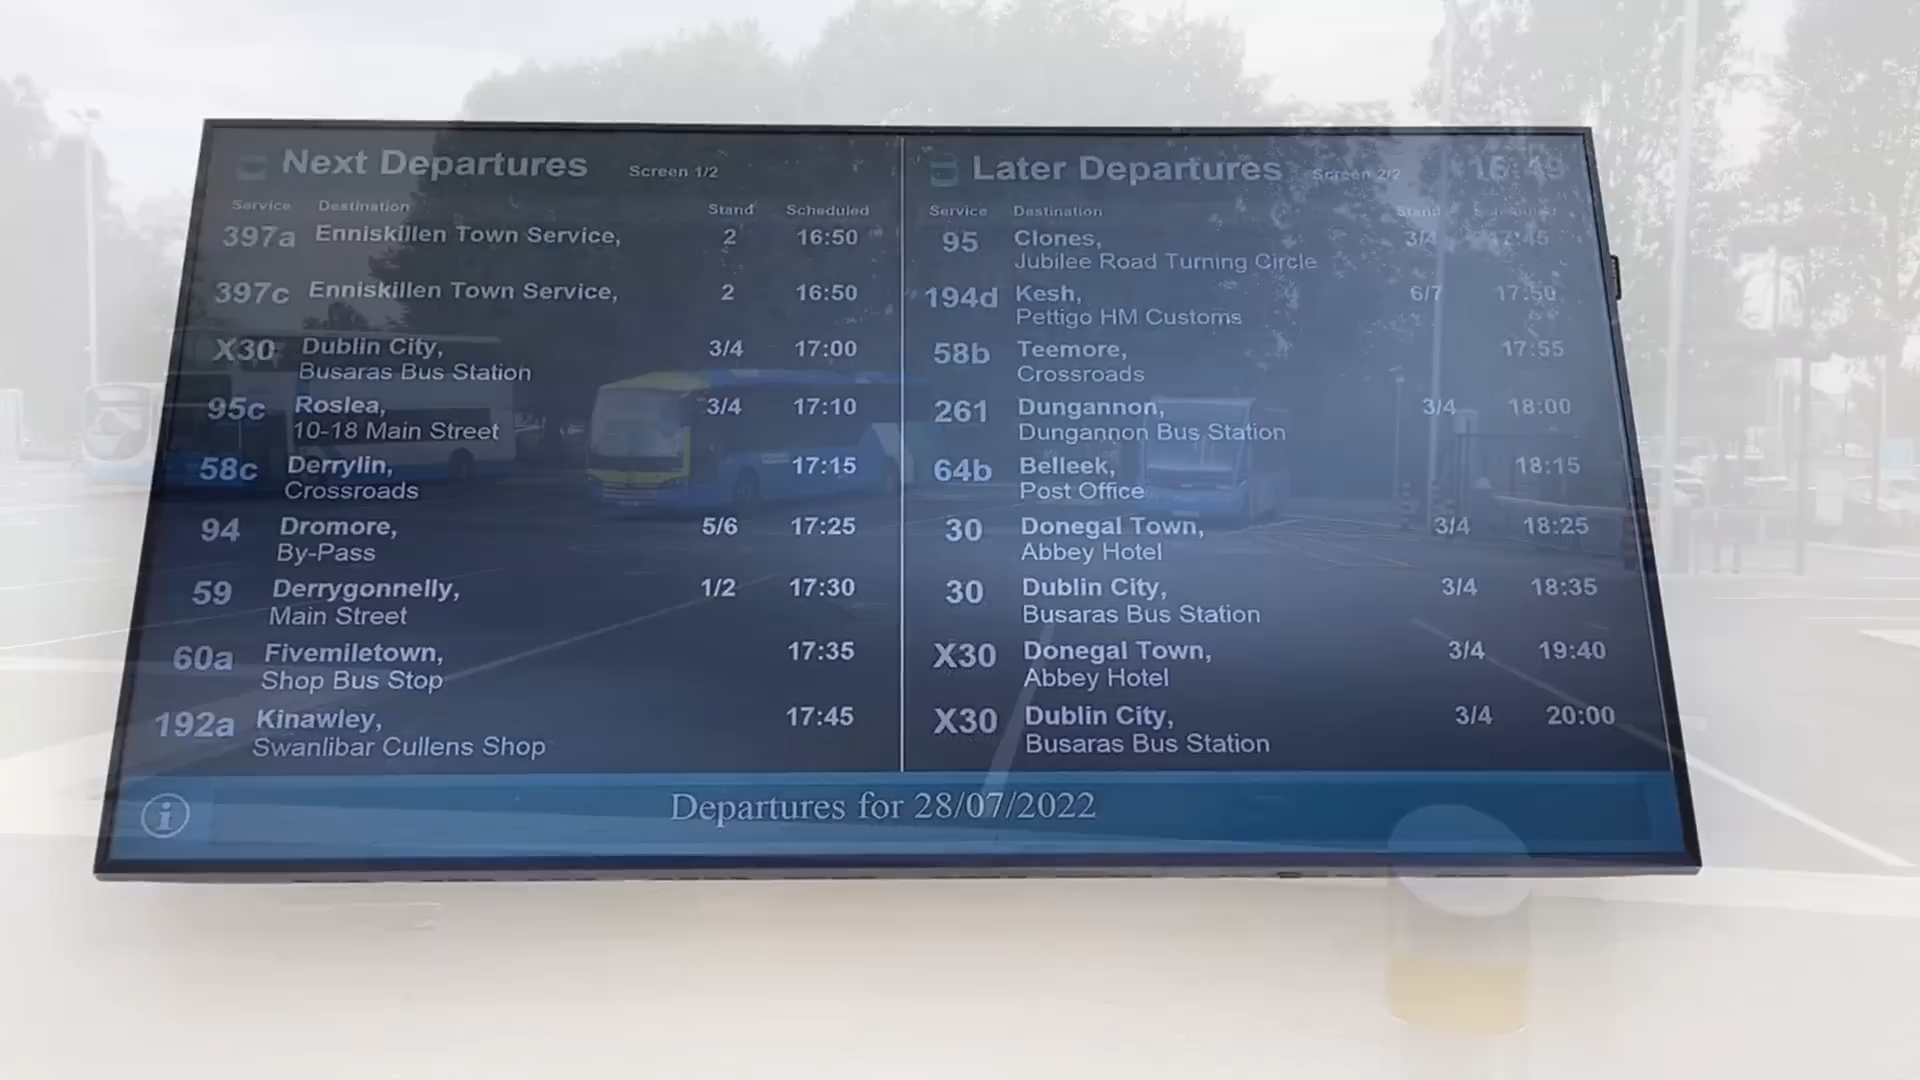 Next Departures Screen 1/2
Service Destination Stand Scheduled
397a Enniskillen Town Service, 2 16:50
397c Enniskillen Town Service, 2 16:50
X30 Dublin City, 3/4 17:00
Busaras Bus Station
95c Roslea, 3/4 17:10
10-18 Main Street
58c Derrylin, 17:15
Crossroads
94 Dromore, 5/6 17:25
By-Pass
59 Derrygonnelly, 1/2 17:30
Main Street
60a Fivemiletown, 17:35
Shop Bus Stop
192a Kinawley, 17:45
Swanlibar Cullens Shop
Later Departures Screen 2/2 16:49
Service Destination Stand Scheduled
95 Clones, 3/4 17:45
Jubilee Road Turning Circle
194d Kesh, 6/7 17:50
Pettigo HM Customs
58b Teemore, 17:55
Crossroads
261 Dungannon, 3/4 18:00
Dungannon Bus Station
64b Belleek, 18:15
Post Office
30 Donegal Town, 3/4 18:25
Abbey Hotel
30 Dublin City, 3/4 18:35
Busaras Bus Station
X30 Donegal Town, 3/4 19:40
Abbey Hotel
X30 Dublin City, 3/4 20:00
Busaras Bus Station
i Departures for 28/07/2022